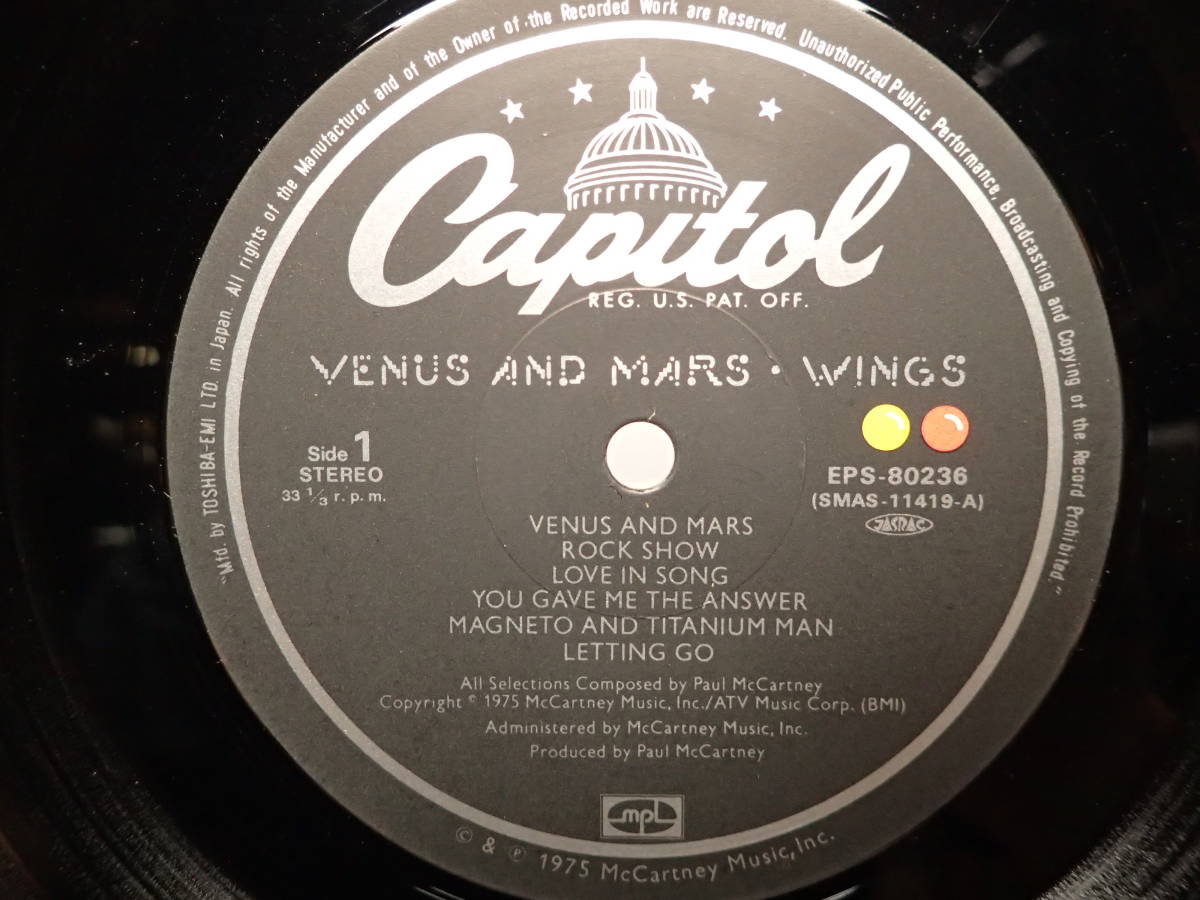 "Mfd. by TOSHIBA-EMI LTD. in Japan. All rights of the Manufacturer and of the Owner of the Recorded Work are Reserved. Unauthorized Public Performance, Broadcasting and Copying of the Record Prohibited."
Capitol
REG. U.S. PAT. OFF.
VENUS AND MARS • WINGS
Side 1
STEREO
33 1/3 r.p.m.
EPS-80236
(SMAS-11419-A)
JASRAC
VENUS AND MARS
ROCK SHOW
LOVE IN SONG
YOU GAVE ME THE ANSWER
MAGNETO AND TITANIUM MAN
LETTING GO
All Selections Composed by Paul McCartney
Copyright © 1975 McCartney Music, Inc./ATV Music Corp. (BMI)
Administered by McCartney Music, Inc.
Produced by Paul McCartney
mpl
© & ℗ 1975 McCartney Music, Inc.